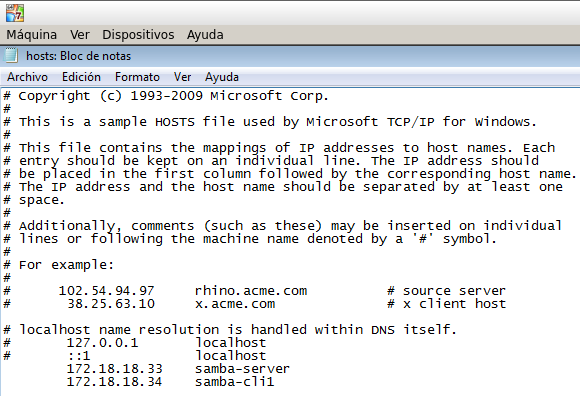 7
Máquina Ver Dispositivos Ayuda
hosts: Bloc de notas
Archivo Edición Formato Ver Ayuda
# Copyright (c) 1993-2009 Microsoft Corp.
#
# This is a sample HOSTS file used by Microsoft TCP/IP for Windows.
#
# This file contains the mappings of IP addresses to host names. Each
# entry should be kept on an individual line. The IP address should
# be placed in the first column followed by the corresponding host name.
# The IP address and the host name should be separated by at least one
# space.
#
# Additionally, comments (such as these) may be inserted on individual
# lines or following the machine name denoted by a '#' symbol.
#
# For example:
#
#      102.54.94.97     rhino.acme.com          # source server
#       38.25.63.10     x.acme.com              # x client host

# localhost name resolution is handled within DNS itself.
#       127.0.0.1       localhost
#       ::1             localhost
        172.18.18.33    samba-server
        172.18.18.34    samba-cli1